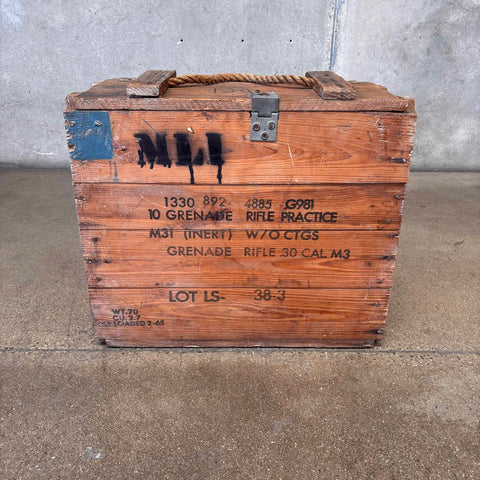 MLI
1330 892- 4885 G981
10 GRENADE RIFLE PRACTICE
M31 (INERT) W/O CTGS
GRENADE RIFLE 30 CAL M3
LOT LS- 38-3
WT.70
CU.2.7
LOADED 2-65